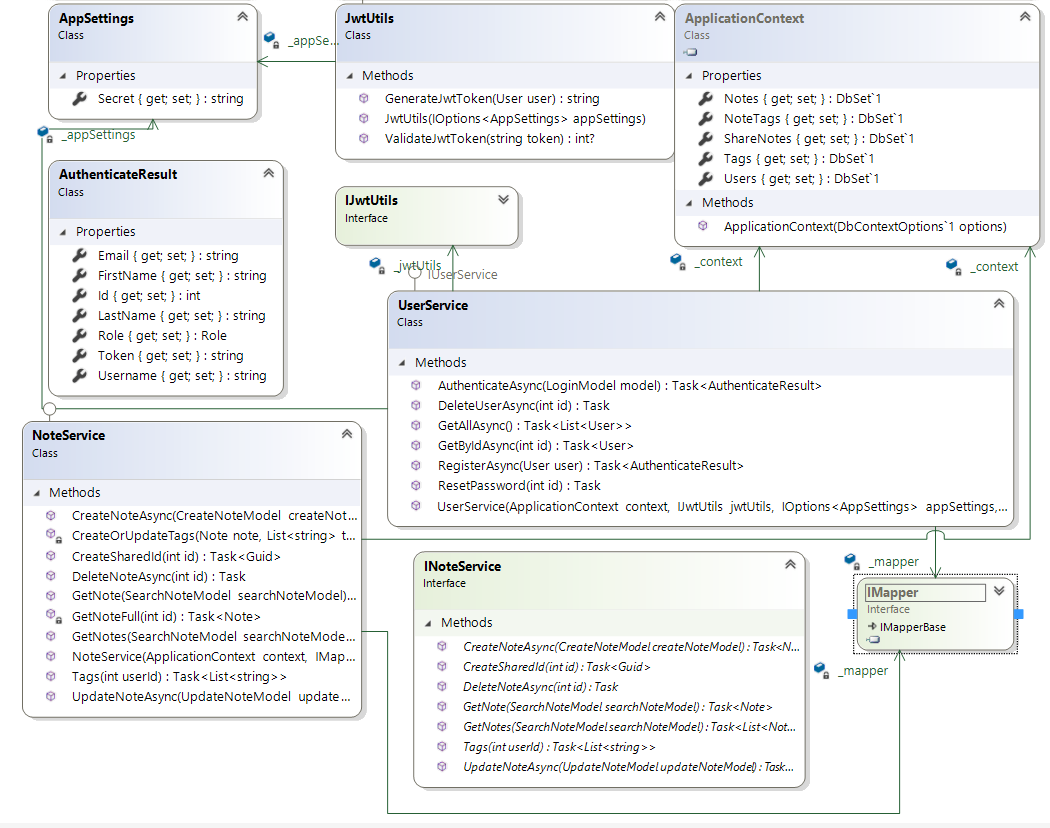 AppSettings
Class
Properties
Secret { get; set; } : string
_appSe...
JwtUtils
Class
Methods
GenerateJwtToken(User user) : string
JwtUtils(IOptions<AppSettings> appSettings)
ValidateJwtToken(string token) : int?
ApplicationContext
Class
Properties
Notes { get; set; } : DbSet`1
NoteTags { get; set; } : DbSet`1
ShareNotes { get; set; } : DbSet`1
Tags { get; set; } : DbSet`1
Users { get; set; } : DbSet`1
Methods
ApplicationContext(DbContextOptions`1 options)
_appSettings
AuthenticateResult
Class
Properties
Email { get; set; } : string
FirstName { get; set; } : string
Id { get; set; } : int
LastName { get; set; } : string
Role { get; set; } : Role
Token { get; set; } : string
Username { get; set; } : string
IJwtUtils
Interface
_jwtUtils
IUserService
_context
_context
UserService
Class
Methods
AuthenticateAsync(LoginModel model) : Task<AuthenticateResult>
DeleteUserAsync(int id) : Task
GetAllAsync() : Task<List<User>>
GetByIdAsync(int id) : Task<User>
RegisterAsync(User user) : Task<AuthenticateResult>
ResetPassword(int id) : Task
UserService(ApplicationContext context, IJwtUtils jwtUtils, IOptions<AppSettings> appSettings,...
NoteService
Class
Methods
CreateNoteAsync(CreateNoteModel createNot...
CreateOrUpdateTags(Note note, List<string> t...
CreateSharedId(int id) : Task<Guid>
DeleteNoteAsync(int id) : Task
GetNote(SearchNoteModel searchNoteModel)...
GetNoteFull(int id) : Task<Note>
GetNotes(SearchNoteModel searchNoteMode...
NoteService(ApplicationContext context, IMap...
Tags(int userId) : Task<List<string>>
UpdateNoteAsync(UpdateNoteModel update...
INoteService
Interface
Methods
CreateNoteAsync(CreateNoteModel createNoteModel) : Task<N...
CreateSharedId(int id) : Task<Guid>
DeleteNoteAsync(int id) : Task
GetNote(SearchNoteModel searchNoteModel) : Task<Note>
GetNotes(SearchNoteModel searchNoteModel) : Task<List<Not...
Tags(int userId) : Task<List<string>>
UpdateNoteAsync(UpdateNoteModel updateNoteModel) : Task...
_mapper
IMapper
Interface
IMapperBase
_mapper